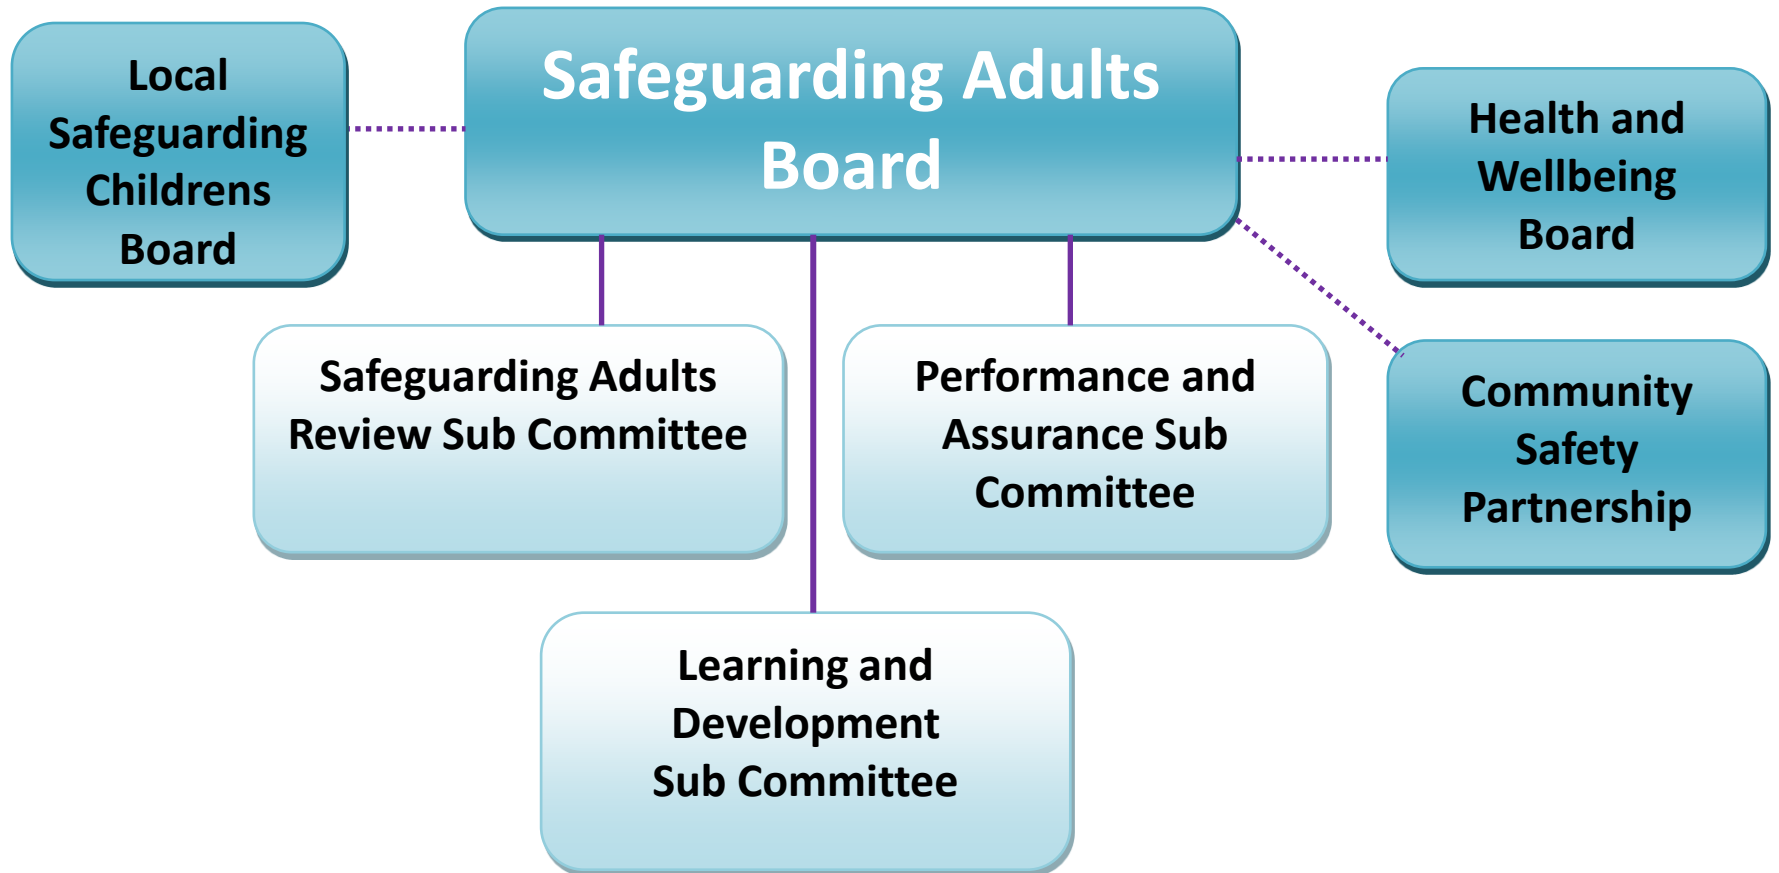 Local
Safeguarding
Childrens
Board
Safeguarding Adults
Board
Health and
Wellbeing
Board
Safeguarding Adults
Review Sub Committee
Performance and
Assurance Sub
Committee
Community
Safety
Partnership
Learning and
Development
Sub Committee